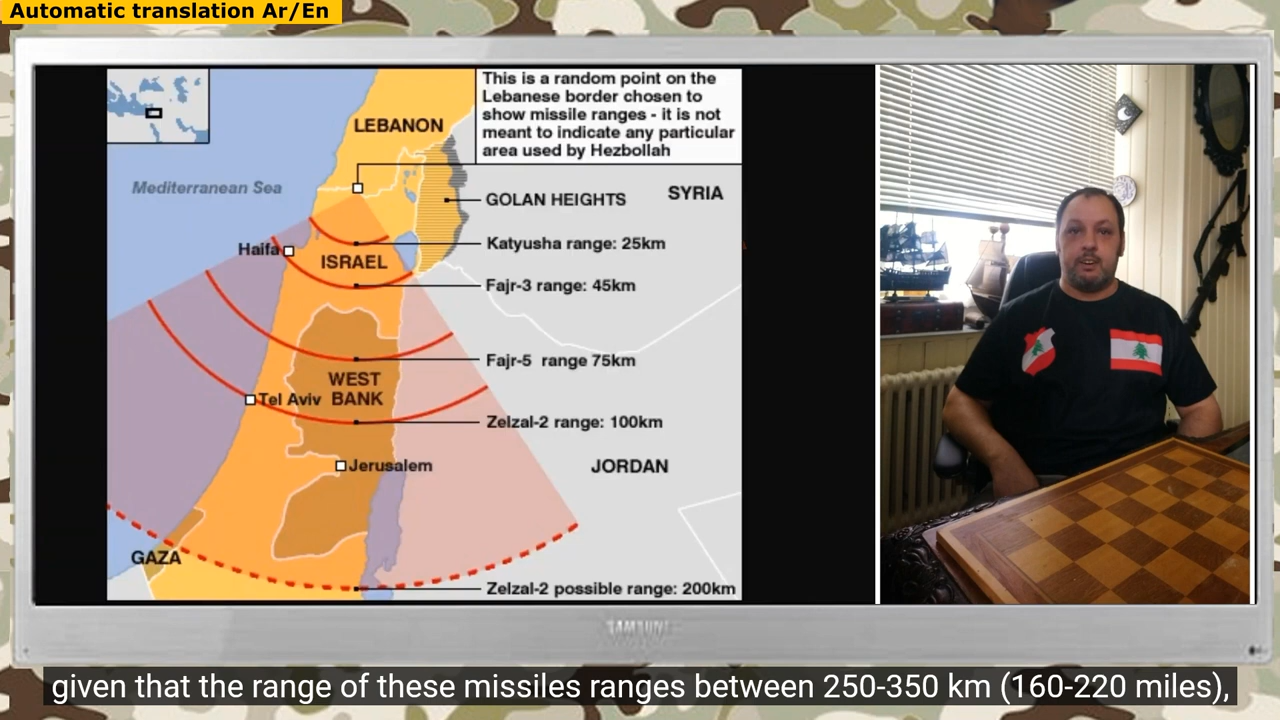 Automatic translation Ar/En
This is a random point on the
Lebanese border chosen to
show missile ranges - it is not
meant to indicate any particular
area used by Hezbollah
LEBANON
Mediterranean Sea
SYRIA
GOLAN HEIGHTS
Haifa
Katyusha range: 25km
ISRAEL
Fajr-3 range: 45km
Fajr-5 range 75km
WEST
BANK
Tel Aviv
Zelzal-2 range: 100km
Jerusalem
JORDAN
GAZA
Zelzal-2 possible range: 200km
SAMSUNG
given that the range of these missiles ranges between 250-350 km (160-220 miles),